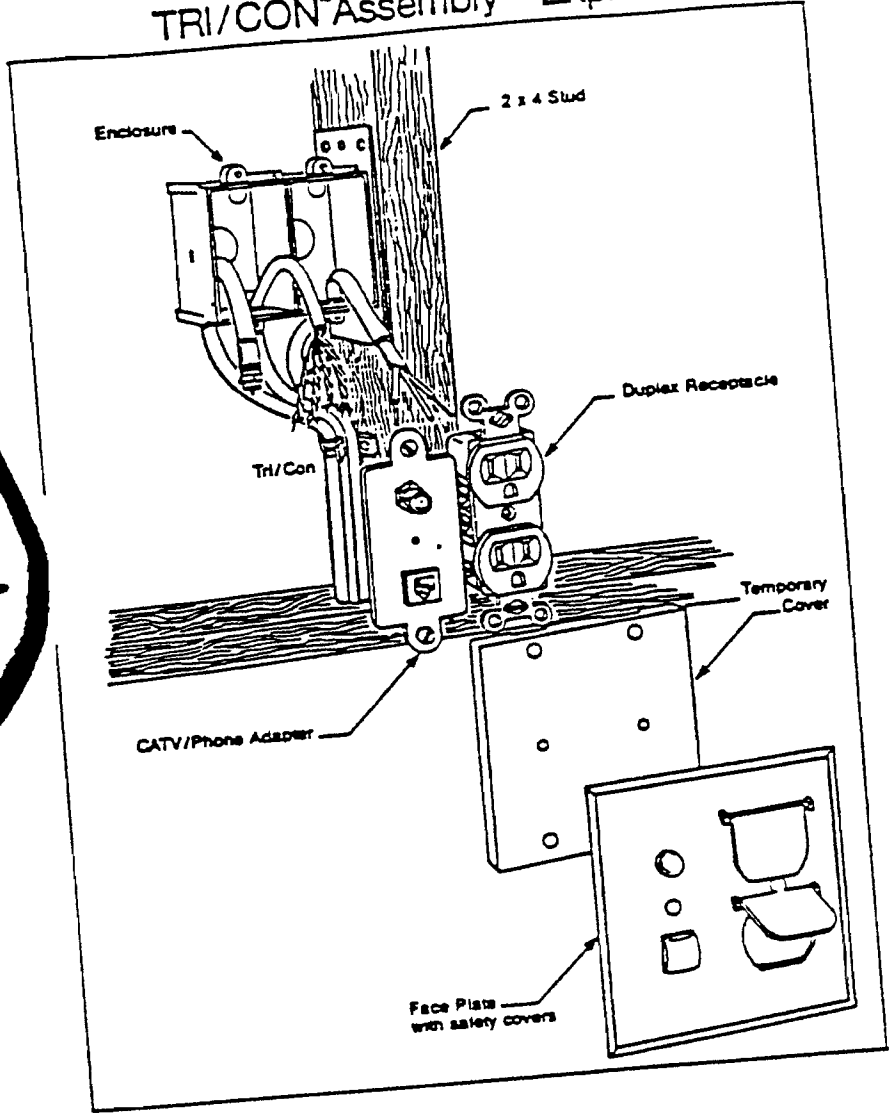 TRI/CON Assembly
Enclosure
2 x 4 Stud
Duplex Receptacle
Tri/Con
Temporary
Cover
CATV/Phone Adapter
Face Plate
with safety covers